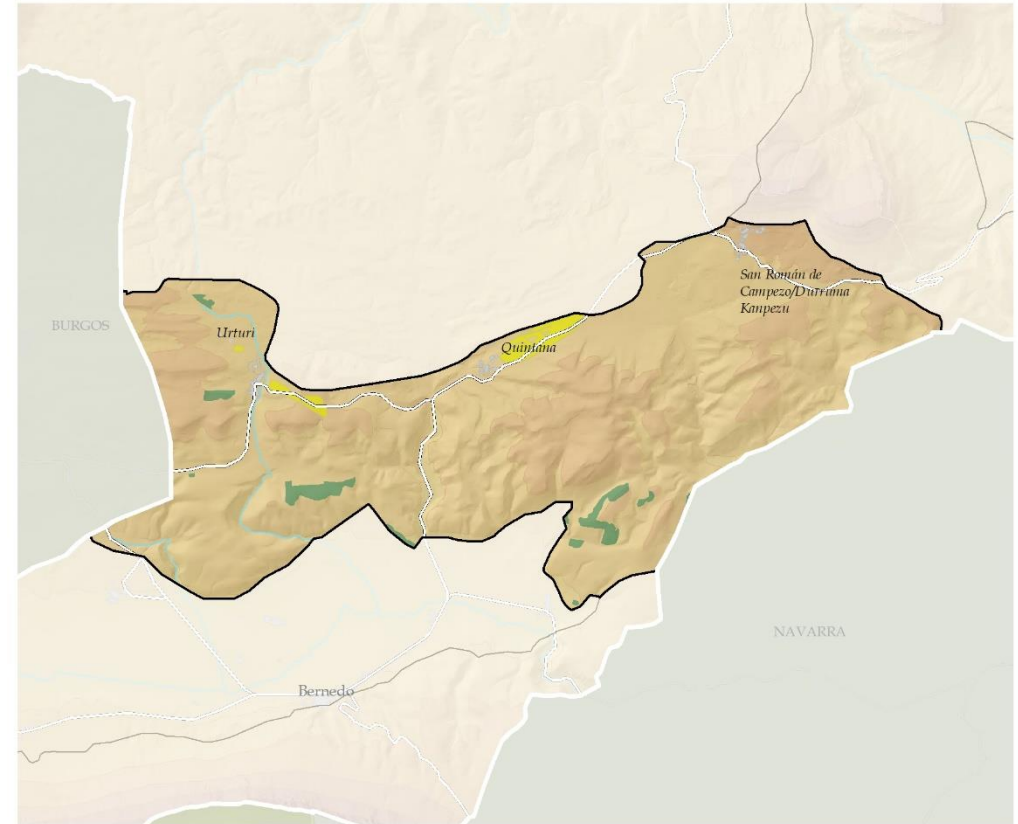 BURGOS
Urturi
Quintana
San Román de
Campezo/Durruma
Kanpezu
NAVARRA
Bernedo